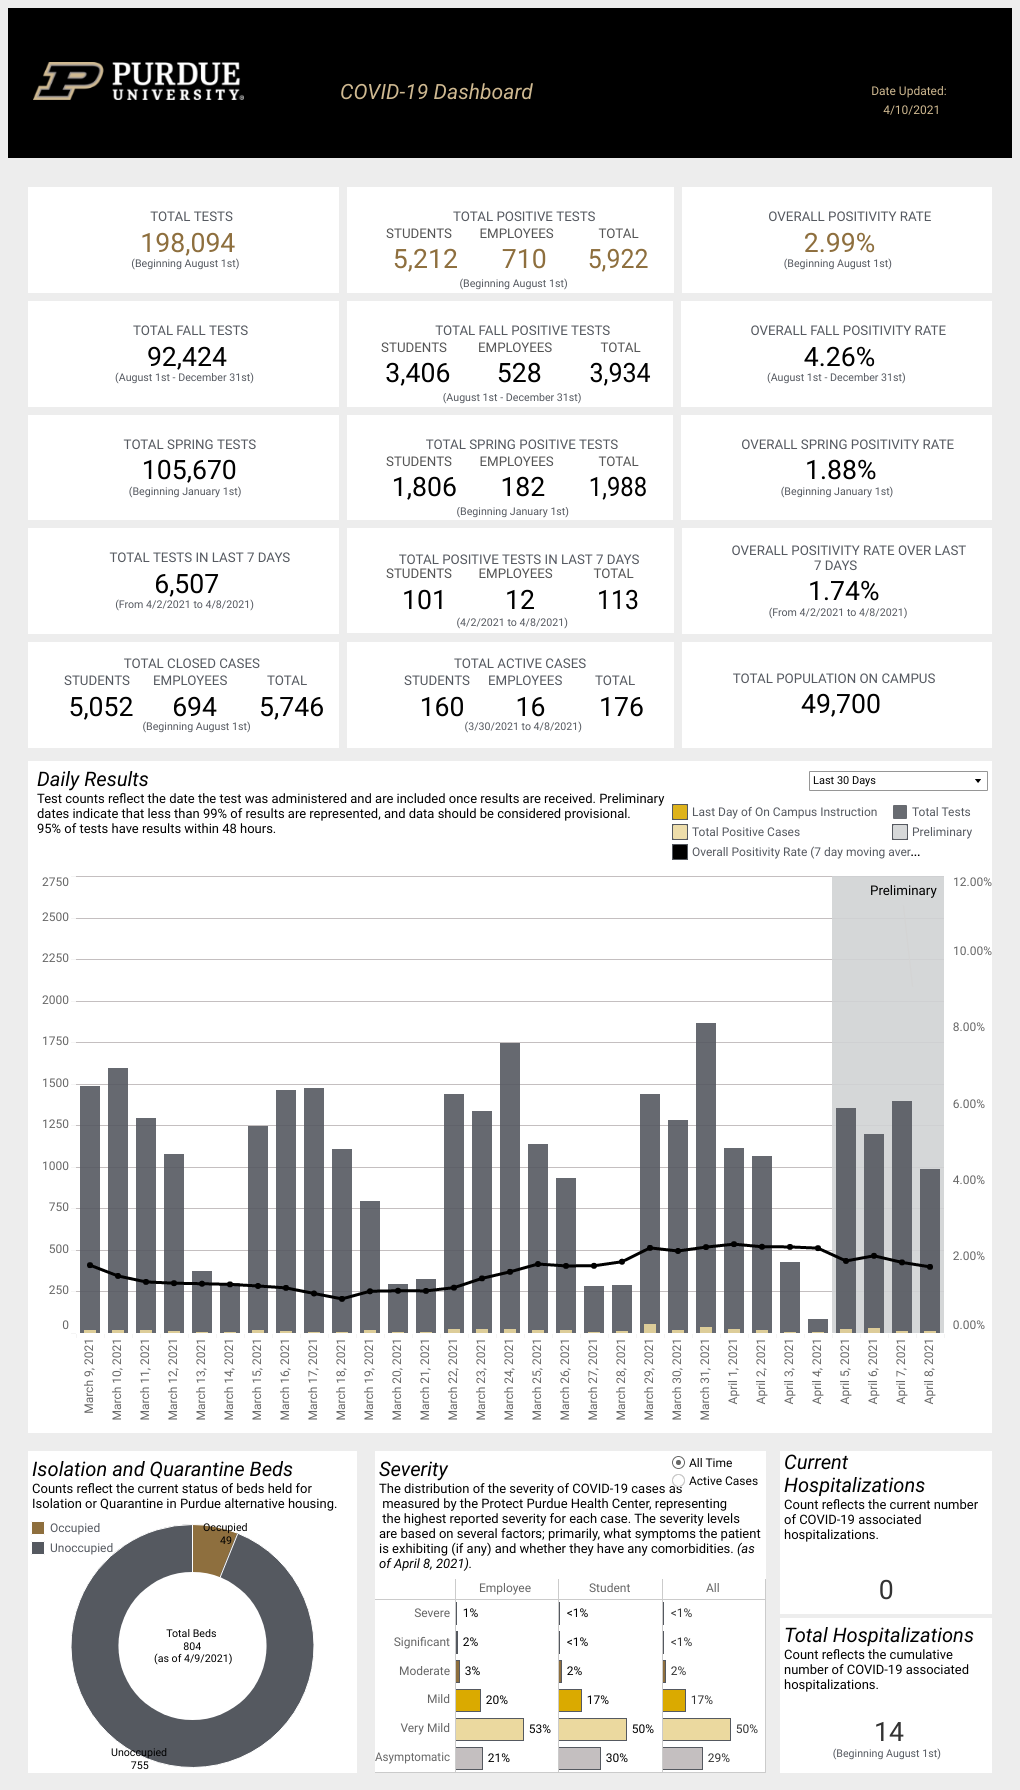 PURDUE
UNIVERSITY®
COVID-19 Dashboard
Date Updated:
4/10/2021
TOTAL TESTS
198,094
(Beginning August 1st)
TOTAL POSITIVE TESTS
STUDENTS EMPLOYEES TOTAL
5,212 710 5,922
(Beginning August 1st)
OVERALL POSITIVITY RATE
2.99%
(Beginning August 1st)
TOTAL FALL TESTS
92,424
(August 1st - December 31st)
TOTAL FALL POSITIVE TESTS
STUDENTS EMPLOYEES TOTAL
3,406 528 3,934
(August 1st - December 31st)
OVERALL FALL POSITIVITY RATE
4.26%
(August 1st - December 31st)
TOTAL SPRING TESTS
105,670
(Beginning January 1st)
TOTAL SPRING POSITIVE TESTS
STUDENTS EMPLOYEES TOTAL
1,806 182 1,988
(Beginning January 1st)
OVERALL SPRING POSITIVITY RATE
1.88%
(Beginning January 1st)
TOTAL TESTS IN LAST 7 DAYS
6,507
(From 4/2/2021 to 4/8/2021)
TOTAL POSITIVE TESTS IN LAST 7 DAYS
STUDENTS EMPLOYEES TOTAL
101 12 113
(4/2/2021 to 4/8/2021)
OVERALL POSITIVITY RATE OVER LAST
7 DAYS
1.74%
(From 4/2/2021 to 4/8/2021)
TOTAL CLOSED CASES
STUDENTS EMPLOYEES TOTAL
5,052 694 5,746
(Beginning August 1st)
TOTAL ACTIVE CASES
STUDENTS EMPLOYEES TOTAL
160 16 176
(3/30/2021 to 4/8/2021)
TOTAL POPULATION ON CAMPUS
49,700
Daily Results
Test counts reflect the date the test was administered and are included once results are received. Preliminary
dates indicate that less than 99% of results are represented, and data should be considered provisional.
95% of tests have results within 48 hours.
Last 30 Days
Last Day of On Campus Instruction
Total Tests
Total Positive Cases
Preliminary
Overall Positivity Rate (7 day moving aver...
Preliminary
2750
2500
2250
2000
1750
1500
1250
1000
750
500
250
0
12.00%
10.00%
8.00%
6.00%
4.00%
2.00%
0.00%
March 9, 2021
March 10, 2021
March 11, 2021
March 12, 2021
March 13, 2021
March 14, 2021
March 15, 2021
March 16, 2021
March 17, 2021
March 18, 2021
March 19, 2021
March 20, 2021
March 21, 2021
March 22, 2021
March 23, 2021
March 24, 2021
March 25, 2021
March 26, 2021
March 27, 2021
March 28, 2021
March 29, 2021
March 30, 2021
March 31, 2021
April 1, 2021
April 2, 2021
April 3, 2021
April 4, 2021
April 5, 2021
April 6, 2021
April 7, 2021
April 8, 2021
Isolation and Quarantine Beds
Counts reflect the current status of beds held for
Isolation or Quarantine in Purdue alternative housing.
Occupied
Unoccupied
Occupied
49
Total Beds
804
(as of 4/9/2021)
Unoccupied
755
Severity
All Time
Active Cases
The distribution of the severity of COVID-19 cases as
measured by the Protect Purdue Health Center, representing
the highest reported severity for each case. The severity levels
are based on several factors; primarily, what symptoms the patient
is exhibiting (if any) and whether they have any comorbidities. (as
of April 8, 2021).
Employee Student All
Severe 1% <1% <1%
Significant 2% <1% <1%
Moderate 3% 2% 2%
Mild 20% 17% 17%
Very Mild 53% 50% 50%
Asymptomatic 21% 30% 29%
Current
Hospitalizations
Count reflects the current number
of COVID-19 associated
hospitalizations.
0
Total Hospitalizations
Count reflects the cumulative
number of COVID-19 associated
hospitalizations.
14
(Beginning August 1st)